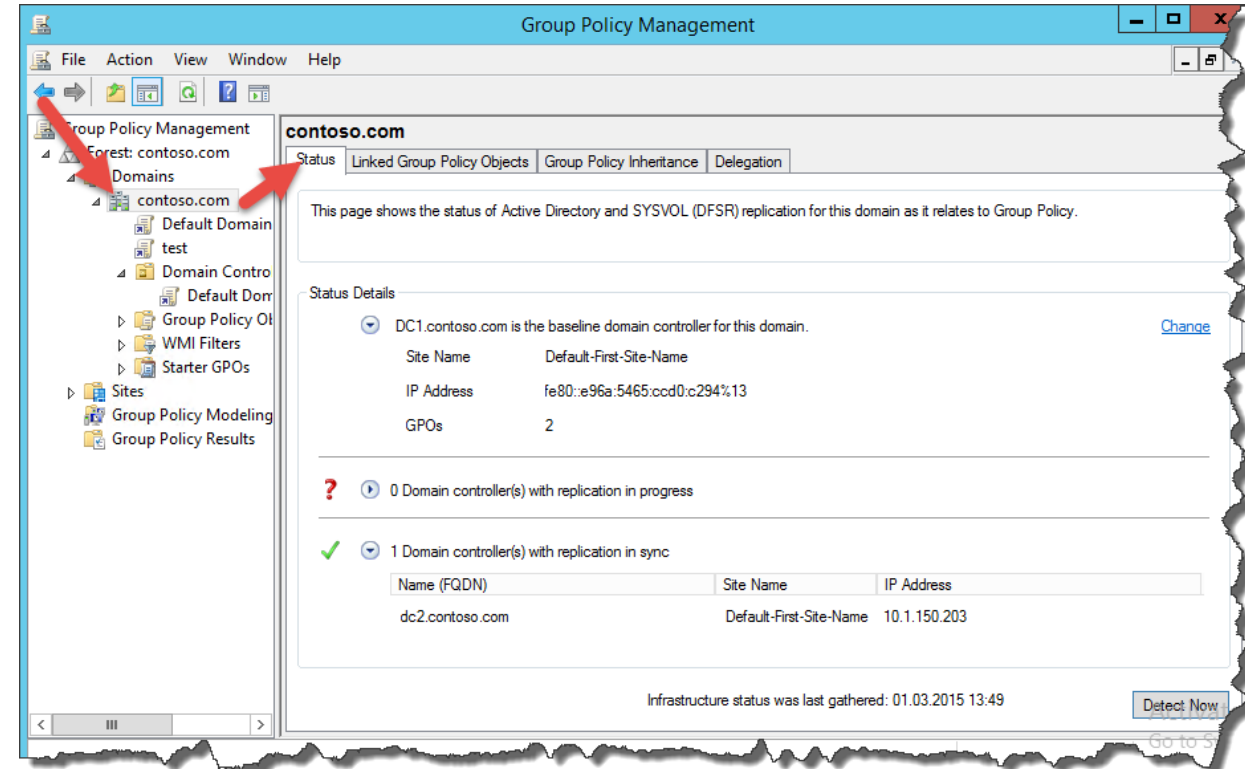 Group Policy Management
File Action View Window Help
Group Policy Management
Forest: contoso.com
Domains
contoso.com
Default Domain
test
Domain Contro
Default Dom
Group Policy Ob
WMI Filters
Starter GPOs
Sites
Group Policy Modeling
Group Policy Results
contoso.com
Status Linked Group Policy Objects Group Policy Inheritance Delegation
This page shows the status of Active Directory and SYSVOL (DFSR) replication for this domain as it relates to Group Policy.
Status Details
DC1.contoso.com is the baseline domain controller for this domain. Change
Site Name Default-First-Site-Name
IP Address fe80::e96a:5465:ccd0:c294%13
GPOs 2
0 Domain controller(s) with replication in progress
1 Domain controller(s) with replication in sync
Name (FQDN) Site Name IP Address
dc2.contoso.com Default-First-Site-Name 10.1.150.203
Infrastructure status was last gathered: 01.03.2015 13:49 Detect Now
Activat
Go to S